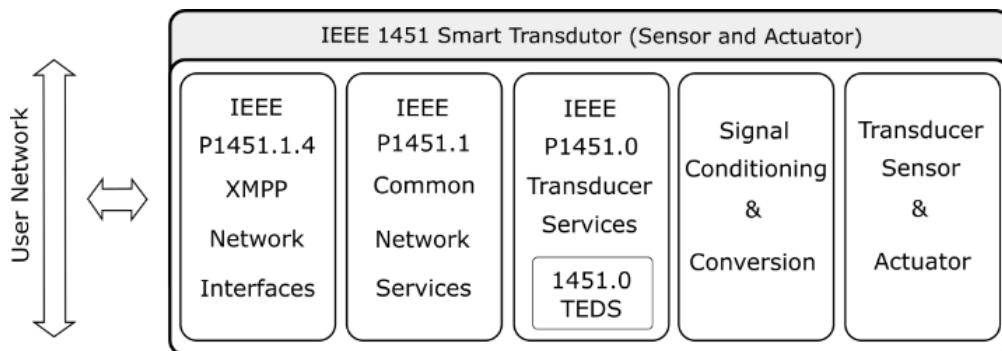 IEEE 1451 Smart Transdutor (Sensor and Actuator)
User Network
IEEE
P1451.1.4
XMPP
Network
Interfaces
IEEE
P1451.1
Common
Network
Services
IEEE
P1451.0
Transducer
Services
1451.0
TEDS
Signal
Conditioning
&
Conversion
Transducer
Sensor
&
Actuator